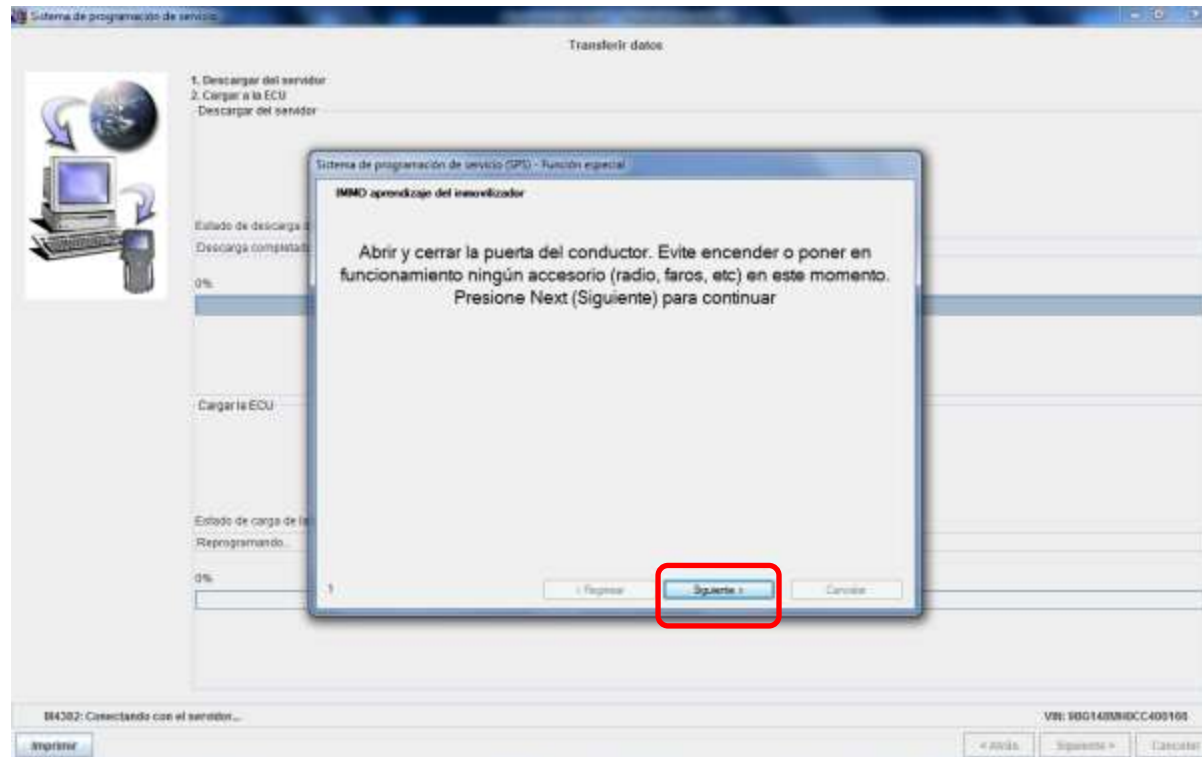 Sistema de programación de servicio
Transferir datos
1. Descargar del servidor
2. Cargar a la ECU
Descargar del servidor
Sistema de programación de servicio (SPS) - Función especial
IMMO aprendizaje del inmovilizador
Estado de descarga
Descarga completada
Abrir y cerrar la puerta del conductor. Evite encender o poner en
funcionamiento ningún accesorio (radio, faros, etc) en este momento.
Presione Next (Siguiente) para continuar
0%
Cargar la ECU
Estado de carga de la
Reprogramando..
0%
1
< Regresar
Siguiente >
Cancelar
Conectando con el servidor...
VIN:
Imprimir
< Atrás
Siguiente >
Cancelar